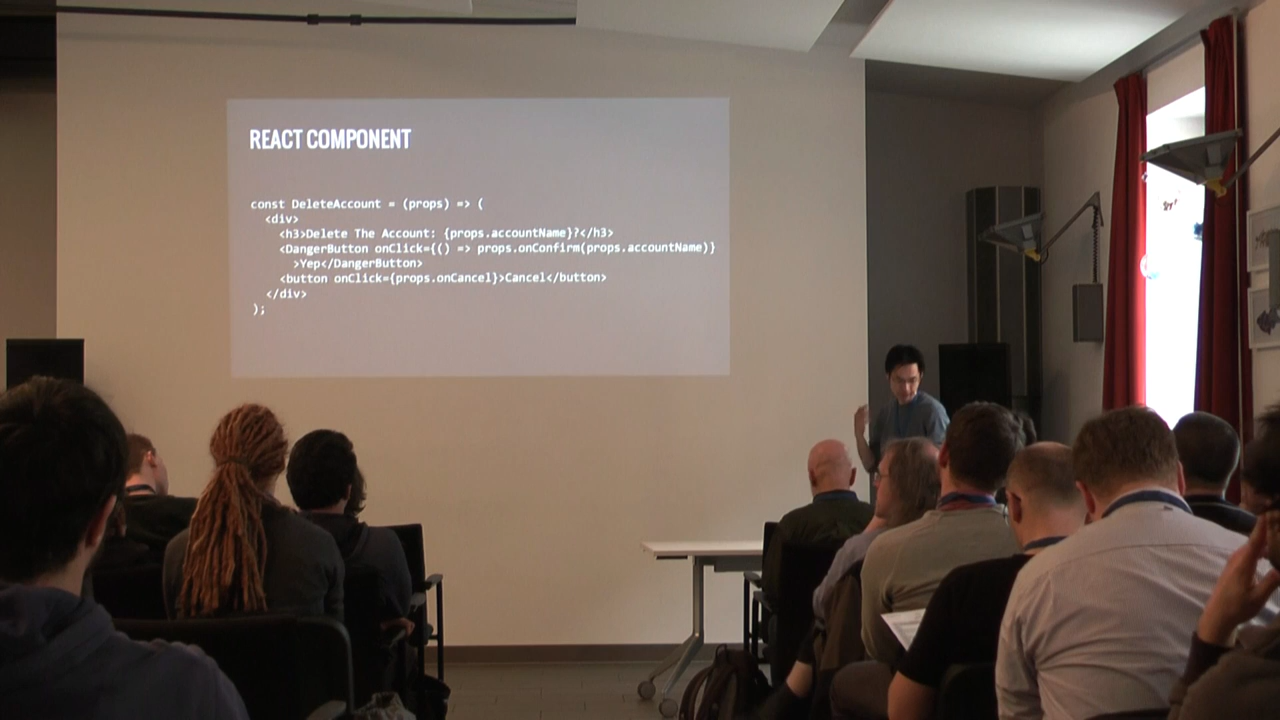 REACT COMPONENT
const DeleteAccount = (props) => (
<div>
<h3>Delete The Account: {props.accountName}?</h3>
<DangerButton onClick={() => props.onConfirm(props.accountName)}
>Yep</DangerButton>
<button onClick={props.onCancel}>Cancel</button>
</div>
);